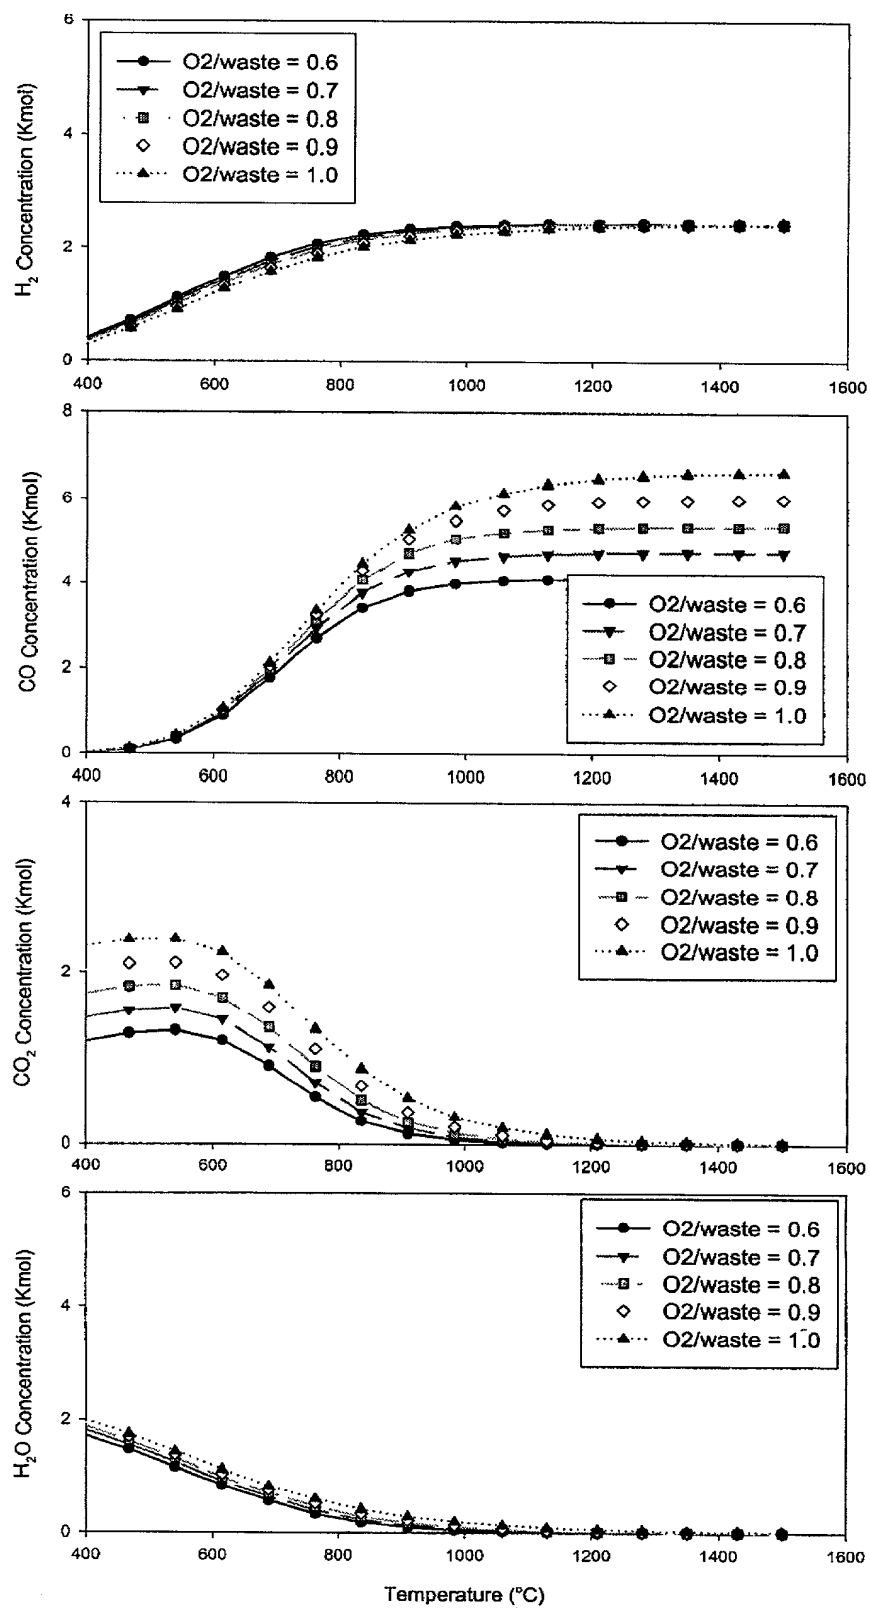 6
4
2
0
H2 Concentration (Kmol)
O2/waste = 0.6
O2/waste = 0.7
O2/waste = 0.8
O2/waste = 0.9
O2/waste = 1.0
400 600 800 1000 1200 1400 1600
8
6
4
2
0
CO Concentration (Kmol)
O2/waste = 0.6
O2/waste = 0.7
O2/waste = 0.8
O2/waste = 0.9
O2/waste = 1.0
400 600 800 1000 1200 1400 1600
4
2
0
CO2 Concentration (Kmol)
O2/waste = 0.6
O2/waste = 0.7
O2/waste = 0.8
O2/waste = 0.9
O2/waste = 1.0
400 600 800 1000 1200 1400 1600
6
4
2
0
H2O Concentration (Kmol)
O2/waste = 0.6
O2/waste = 0.7
O2/waste = 0.8
O2/waste = 0.9
O2/waste = 1.0
400 600 800 1000 1200 1400 1600
Temperature (°C)